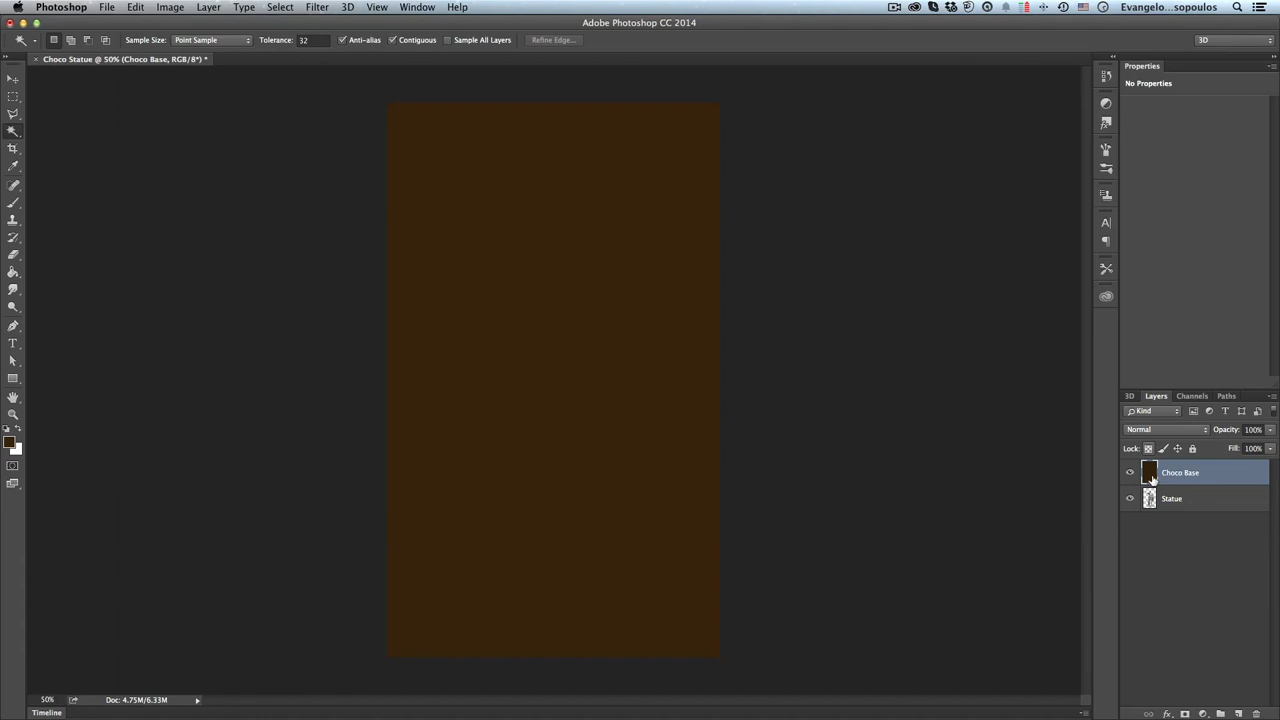 Photoshop File Edit Image Layer Type Select Filter 3D View Window Help Evangelo...sopoulos
Adobe Photoshop CC 2014
Sample Size: Point Sample Tolerance: 32 Anti-alias Contiguous Sample All Layers Refine Edge... 3D
Choco Statue @ 50% (Choco Base, RGB/8*) *
Properties
No Properties
3D Layers Channels Paths
Kind
Normal Opacity: 100%
Lock: Fill: 100%
Choco Base
Statue
50% Doc: 4.75M/6.33M
Timeline